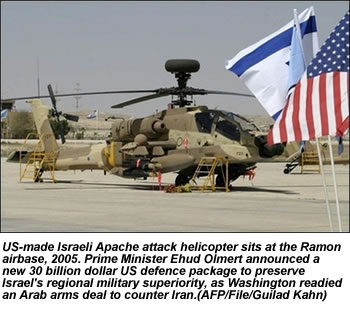 US-made Israeli Apache attack helicopter sits at the Ramon
airbase, 2005. Prime Minister Ehud Olmert announced a
new 30 billion dollar US defence package to preserve
Israel's regional military superiority, as Washington readied
an Arab arms deal to counter Iran.(AFP/File/Guilad Kahn)